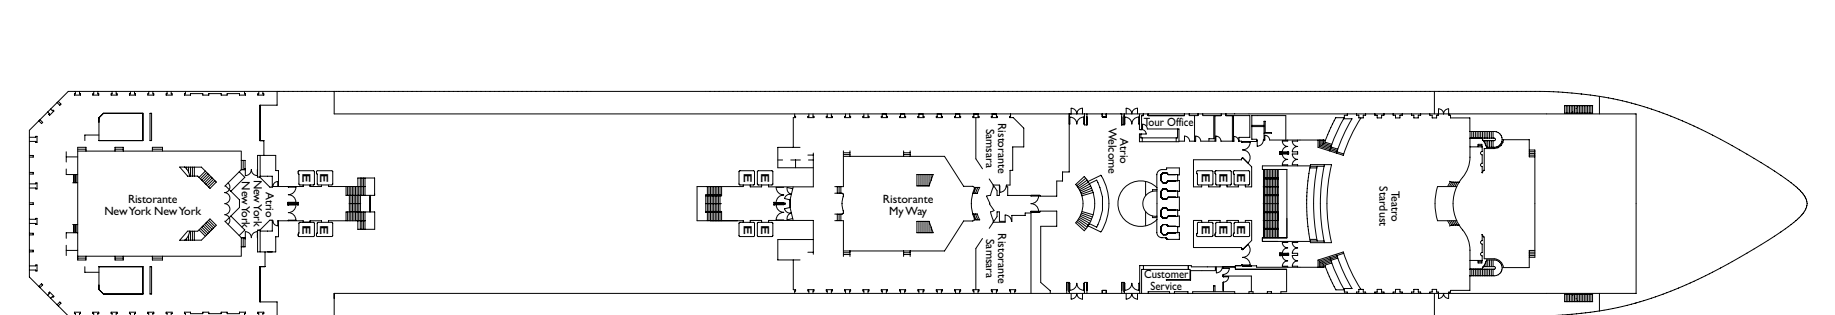 Ristorante
New York New York
Atrio
New York
New York
E E
E E
E E
E E
Ristorante
My Way
Ristorante
Samsara
Ristorante
Samsara
Atrio
Welcome
Tour Office
Customer
Service
E E E
E E E
Teatro
Stardust